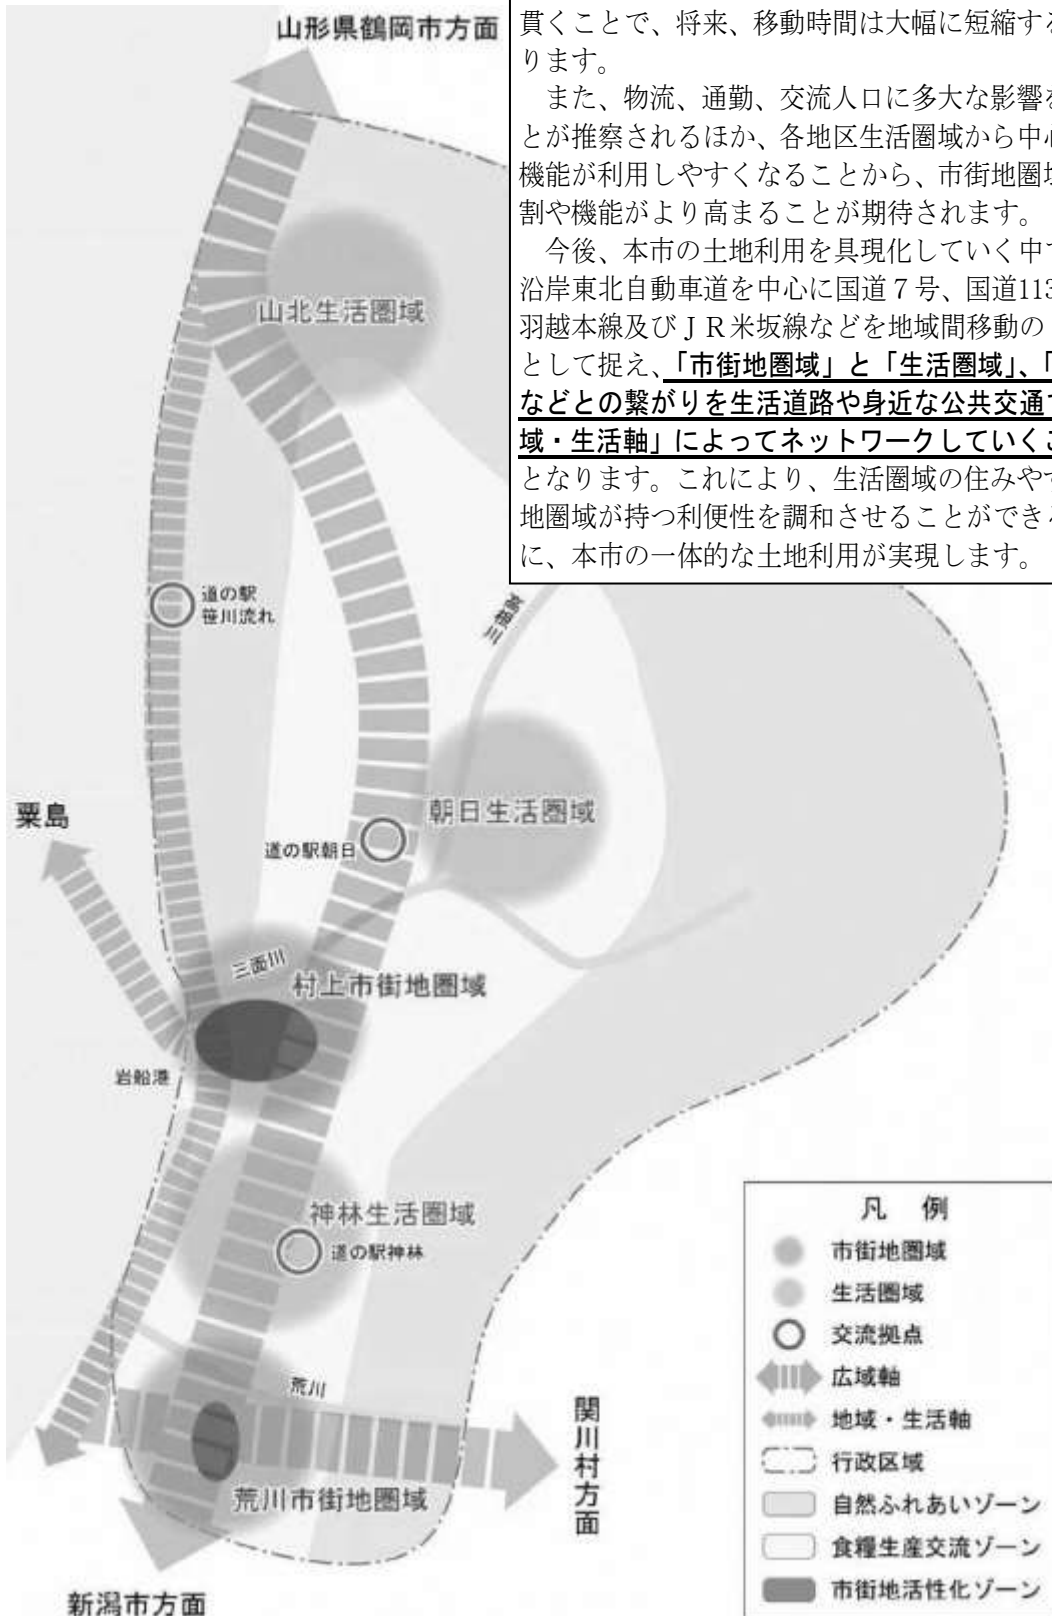 山形県鶴岡市方面
貫くことで、将来、移動時間は大幅に短縮する
ります。
また、物流、通勤、交流人口に多大な影響を
とが推察されるほか、各地区生活圏域から中心
機能が利用しやすくなることから、市街地圏域
割や機能がより高まることが期待されます。
今後、本市の土地利用を具現化していく中で
沿岸東北自動車道を中心に国道７号、国道113
羽越本線及びＪＲ米坂線などを地域間移動の「
として捉え、「市街地圏域」と「生活圏域」、「
などとの繋がりを生活道路や身近な公共交通で
域・生活軸」によってネットワークしていくこ
となります。これにより、生活圏域の住みやす
地圏域が持つ利便性を調和させることができる
に、本市の一体的な土地利用が実現します。
山北生活圏域
道の駅
笹川流れ
高根川
朝日生活圏域
粟島
道の駅朝日
三面川
村上市街地圏域
岩船港
神林生活圏域
道の駅神林
荒川
関川村方面
荒川市街地圏域
新潟市方面
凡　例
市街地圏域
生活圏域
交流拠点
広域軸
地域・生活軸
行政区域
自然ふれあいゾーン
食糧生産交流ゾーン
市街地活性化ゾーン